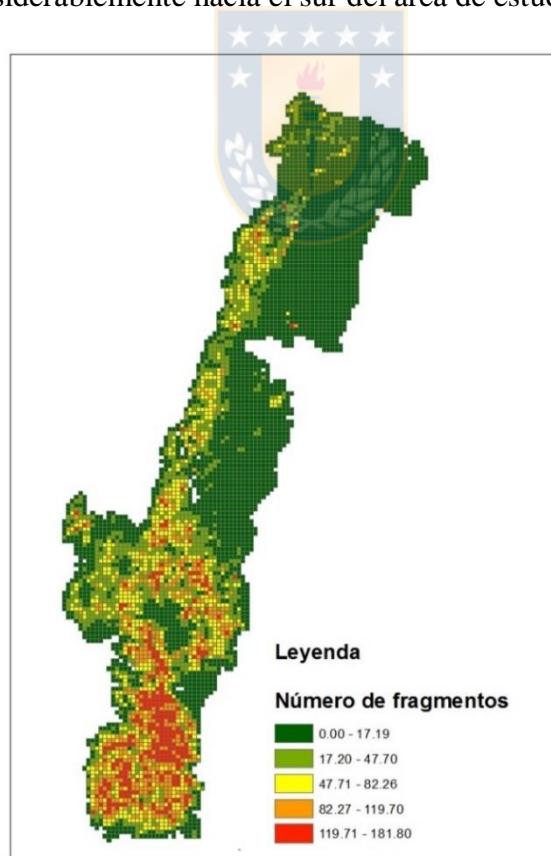 siderablemente hacia el sur del área de estud
Leyenda
Número de fragmentos
0.00 - 17.19
17.20 - 47.70
47.71 - 82.26
82.27 - 119.70
119.71 - 181.80